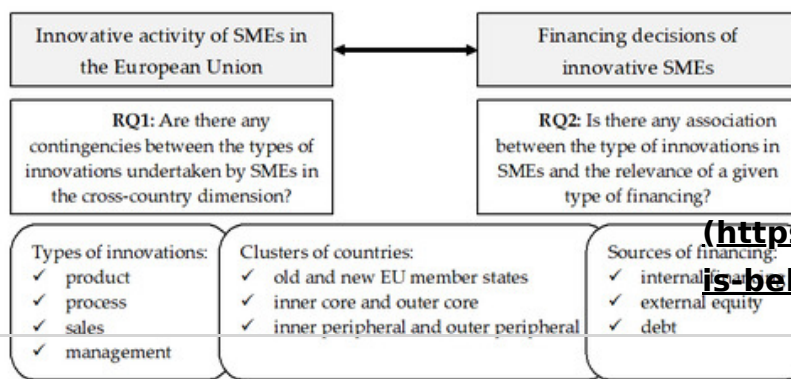 Innovative activity of SMEs in
the European Union
Financing decisions of
innovative SMEs
RQ1: Are there any
contingencies between the types of
innovations undertaken by SMEs in
the cross-country dimension?
RQ2: Is there any association
between the type of innovations in
SMEs and the relevance of a given
type of financing?
Types of innovations:
✓ product
✓ process
✓ sales
✓ management
Clusters of countries:
✓ old and new EU member states
✓ inner core and outer core
✓ inner peripheral and outer peripheral
Sources of financing:
✓ internal financing
✓ external equity
✓ debt
(https
is-bel